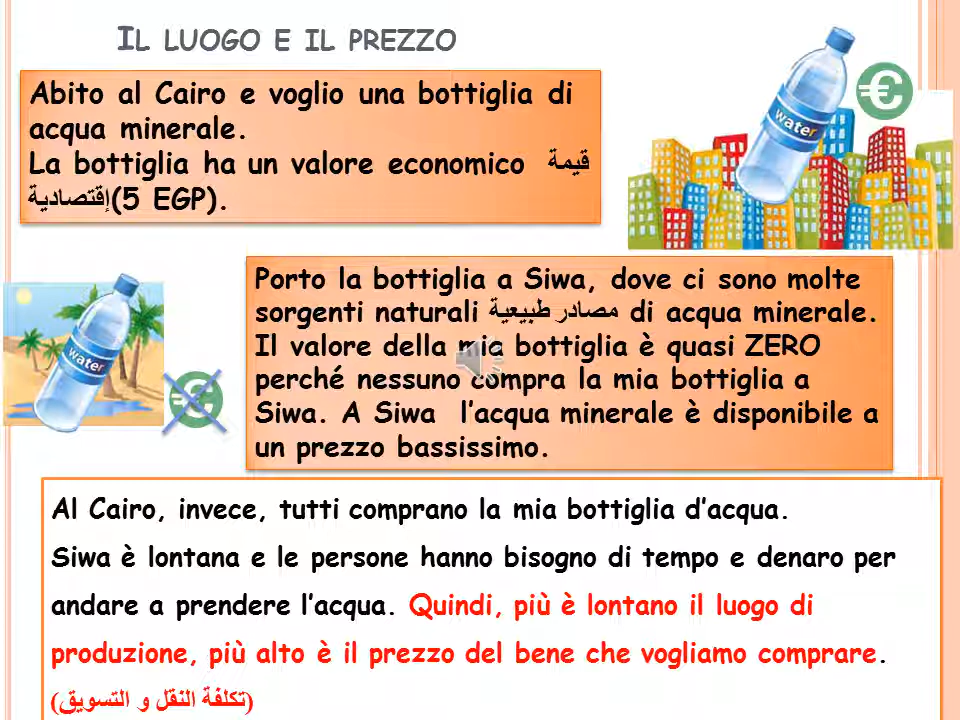 IL LUOGO E IL PREZZO
Abito al Cairo e voglio una bottiglia di
acqua minerale.
La bottiglia ha un valore economico قيمة
إقتصادية(5 EGP).
water
€
Porto la bottiglia a Siwa, dove ci sono molte
sorgenti naturali مصادر طبيعية di acqua minerale.
Il valore della mia bottiglia è quasi ZERO
perché nessuno compra la mia bottiglia a
Siwa. A Siwa l’acqua minerale è disponibile a
un prezzo bassissimo.
water
€
Al Cairo, invece, tutti comprano la mia bottiglia d’acqua.
Siwa è lontana e le persone hanno bisogno di tempo e denaro per
andare a prendere l’acqua. Quindi, più è lontano il luogo di
produzione, più alto è il prezzo del bene che vogliamo comprare.
(تكلفة النقل و التسويق)